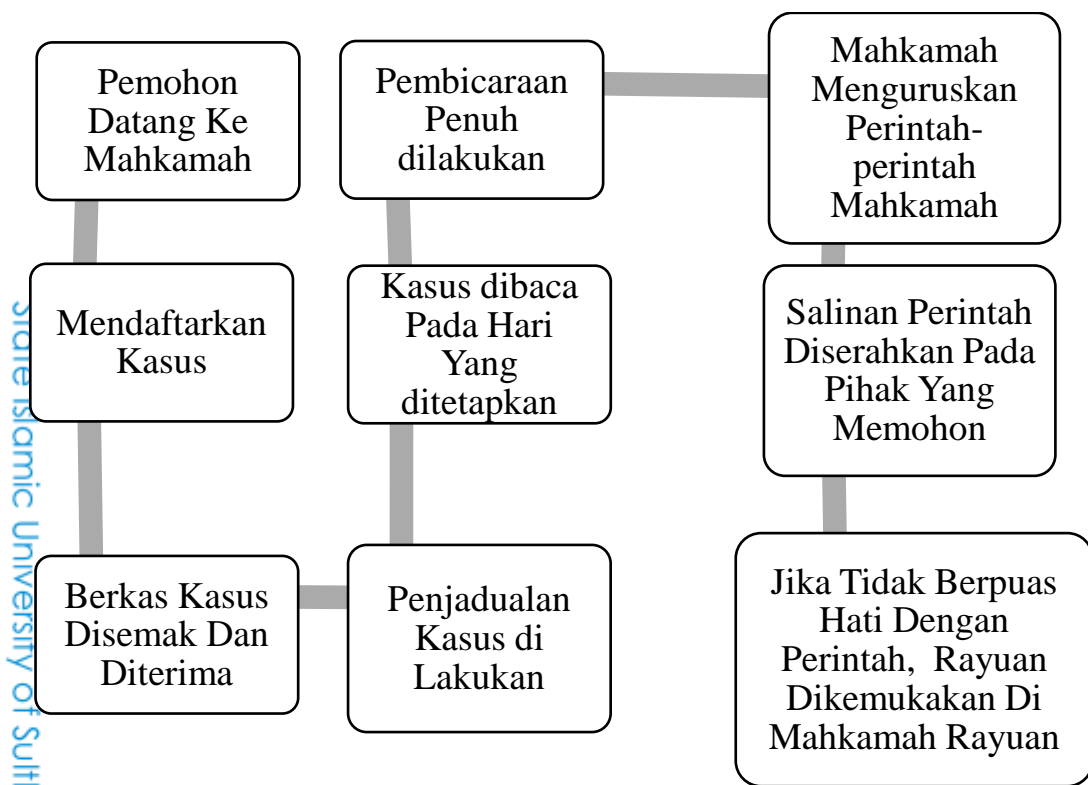 Pemohon
Datang Ke
Mahkamah
Mendaftarkan
Kasus
Berkas Kasus
Disemak Dan
Diterima
Penjadualan
Kasus di
Lakukan
Kasus dibaca
Pada Hari
Yang
ditetapkan
Pembicaraan
Penuh
dilakukan
Mahkamah
Menguruskan
Perintah-
perintah
Mahkamah
Salinan Perintah
Diserahkan Pada
Pihak Yang
Memohon
Jika Tidak Berpuas
Hati Dengan
Perintah, Rayuan
Dikemukakan Di
Mahkamah Rayuan
State Islamic University of